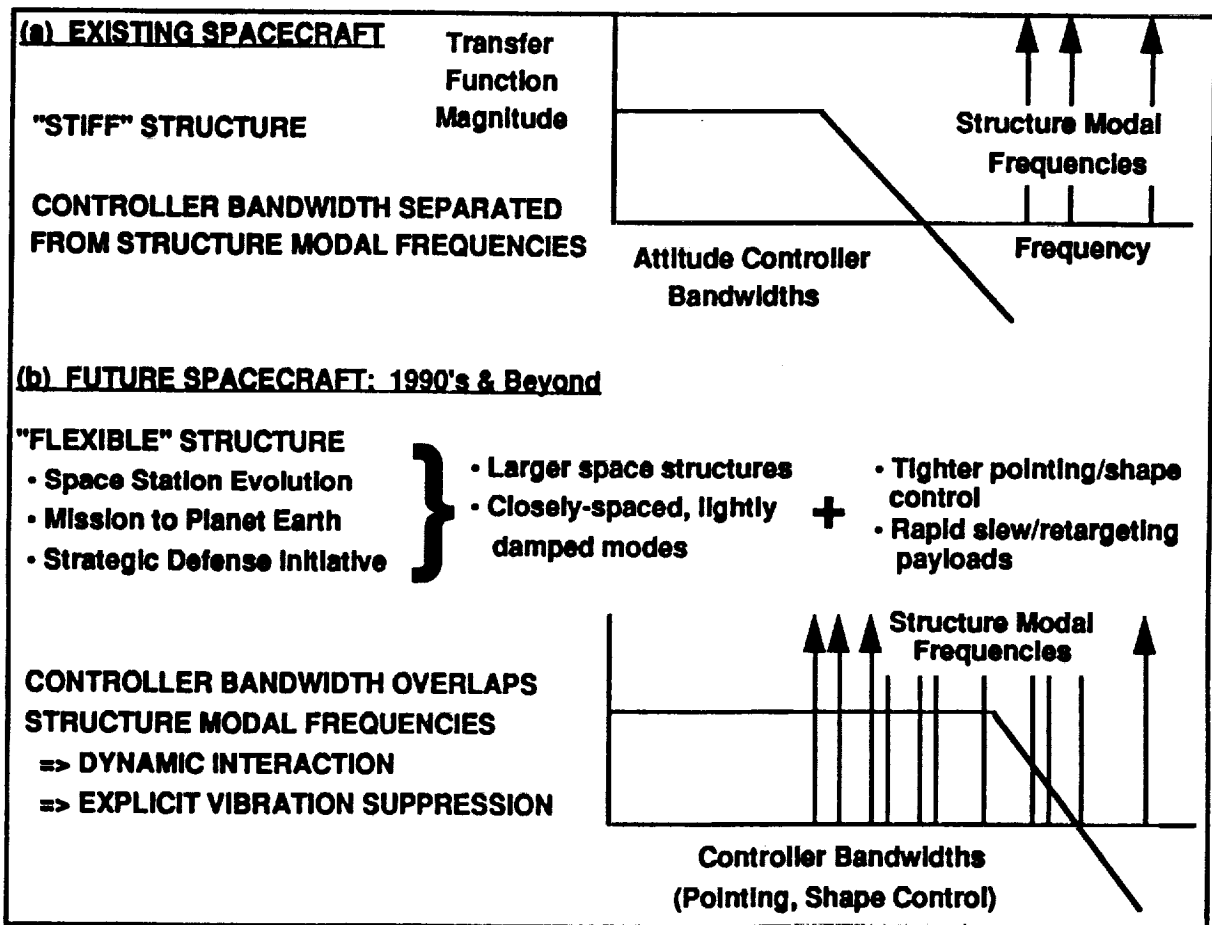 (a) EXISTING SPACECRAFT
Transfer
Function
Magnitude
"STIFF" STRUCTURE
CONTROLLER BANDWIDTH SEPARATED
FROM STRUCTURE MODAL FREQUENCIES
Structure Modal
Frequencies
Frequency
Attitude Controller
Bandwidths
(b) FUTURE SPACECRAFT: 1990's & Beyond
"FLEXIBLE" STRUCTURE
· Space Station Evolution
· Mission to Planet Earth
· Strategic Defense Initiative
}
· Larger space structures
· Closely-spaced, lightly
damped modes
+
· Tighter pointing/shape
control
· Rapid slew/retargeting
payloads
Structure Modal
Frequencies
CONTROLLER BANDWIDTH OVERLAPS
STRUCTURE MODAL FREQUENCIES
=> DYNAMIC INTERACTION
=> EXPLICIT VIBRATION SUPPRESSION
Controller Bandwidths
(Pointing, Shape Control)